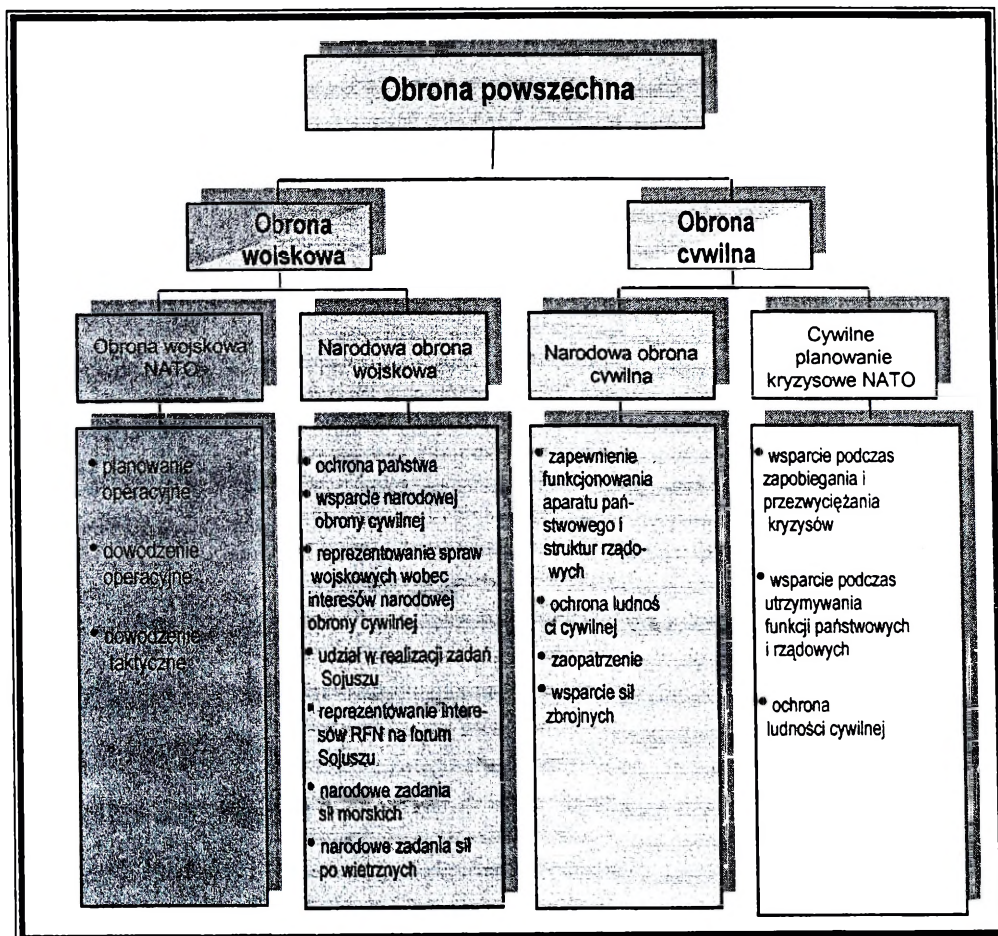 Obrona powszechna
Obrona
woiskowa
Obrona
cvwilna
Obrona wojskowa
NATO
Narodowa obrona
wojskowa
Narodowa obrona
cywilna
Cywilne
planowanie
kryzysowe NATO
• planowanie
operacyjne
• dowodzenie
operacyjne
• dowodzenie
taktyczne
• ochrona państwa
• wsparcie narodowej
obrony cywilnej
• reprezentowanie spraw
wojskowych wobec
interesów narodowej
obrony cywilnej
• udział w realizacji zadań
Sojuszu
• reprezentowanie intere-
sów RFN na forum
Sojuszu
• narodowe zadania
sił morskich
• narodowe zadania sił
po wietrznych
• zapewnienie
funkcjonowania
aparatu pań-
stwowego i
struktur rządo-
wych
• ochrona ludnoś
ci cywilnej
• zaopatrzenie
• wsparcie sił
zbrojnych
• wsparcie podczas
zapobiegania i
przezwyciężania
kryzysów
• wsparcie podczas
utrzymywania
funkcji państwowych
i rządowych
• ochrona
ludności cywilnej